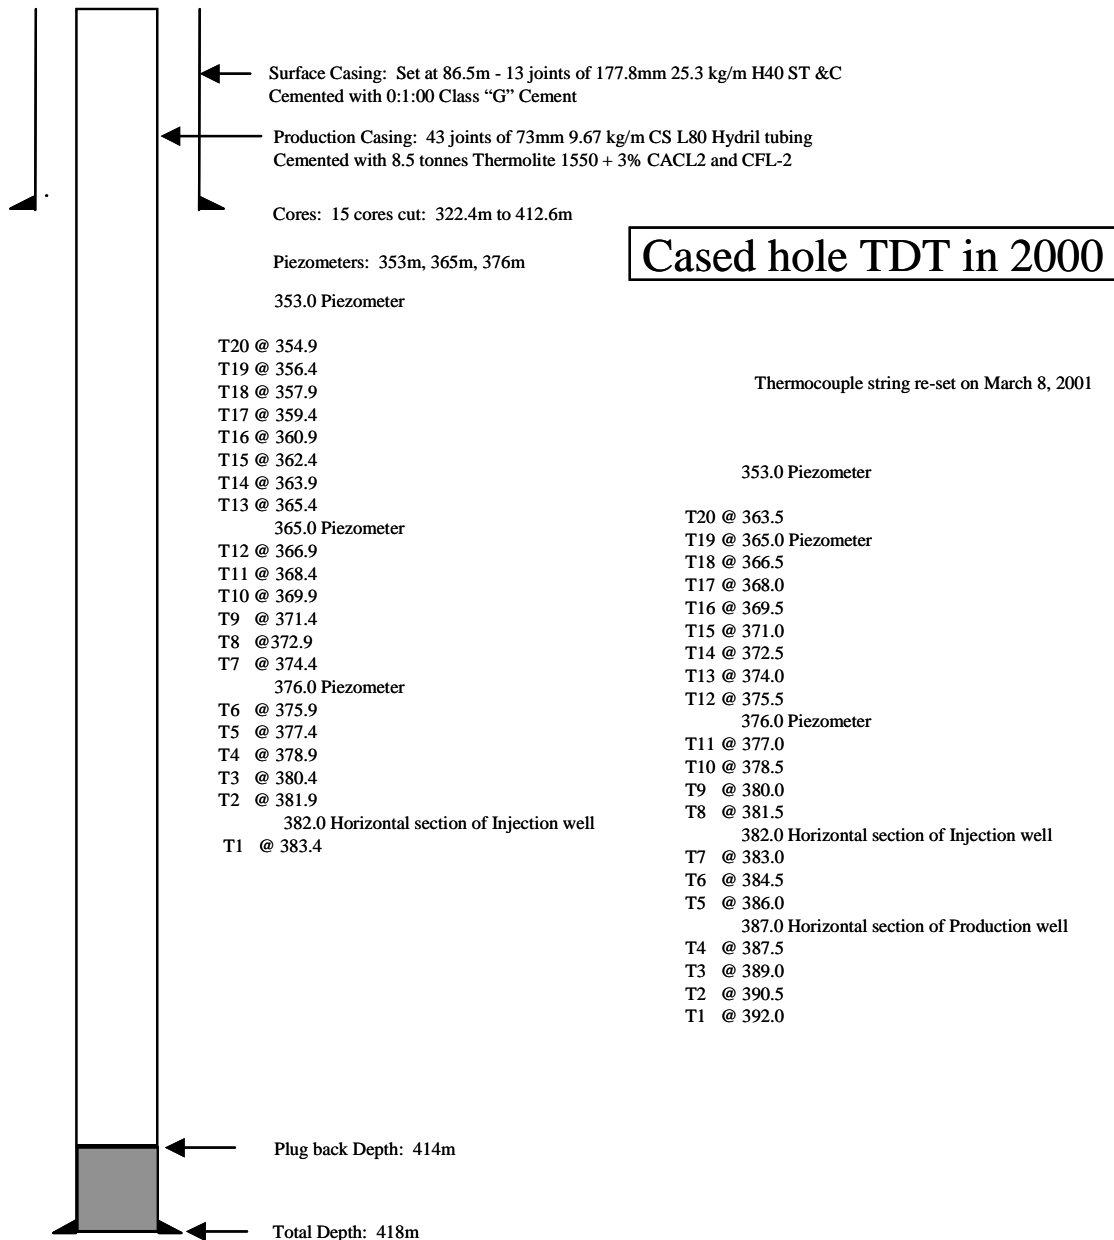 Surface Casing: Set at 86.5m - 13 joints of 177.8mm 25.3 kg/m H40 ST &C
Cemented with 0:1:00 Class “G” Cement
Production Casing: 43 joints of 73mm 9.67 kg/m CS L80 Hydril tubing
Cemented with 8.5 tonnes Thermolite 1550 + 3% CACL2 and CFL-2
Cores: 15 cores cut: 322.4m to 412.6m
Cased hole TDT in 2000
Piezometers: 353m, 365m, 376m
353.0 Piezometer
T20 @ 354.9
T19 @ 356.4
T18 @ 357.9
T17 @ 359.4
T16 @ 360.9
T15 @ 362.4
T14 @ 363.9
T13 @ 365.4
365.0 Piezometer
T12 @ 366.9
T11 @ 368.4
T10 @ 369.9
T9 @ 371.4
T8 @372.9
T7 @ 374.4
376.0 Piezometer
T6 @ 375.9
T5 @ 377.4
T4 @ 378.9
T3 @ 380.4
T2 @ 381.9
382.0 Horizontal section of Injection well
T1 @ 383.4
Thermocouple string re-set on March 8, 2001
353.0 Piezometer
T20 @ 363.5
T19 @ 365.0 Piezometer
T18 @ 366.5
T17 @ 368.0
T16 @ 369.5
T15 @ 371.0
T14 @ 372.5
T13 @ 374.0
T12 @ 375.5
376.0 Piezometer
T11 @ 377.0
T10 @ 378.5
T9 @ 380.0
T8 @ 381.5
382.0 Horizontal section of Injection well
T7 @ 383.0
T6 @ 384.5
T5 @ 386.0
387.0 Horizontal section of Production well
T4 @ 387.5
T3 @ 389.0
T2 @ 390.5
T1 @ 392.0
Plug back Depth: 414m
Total Depth: 418m